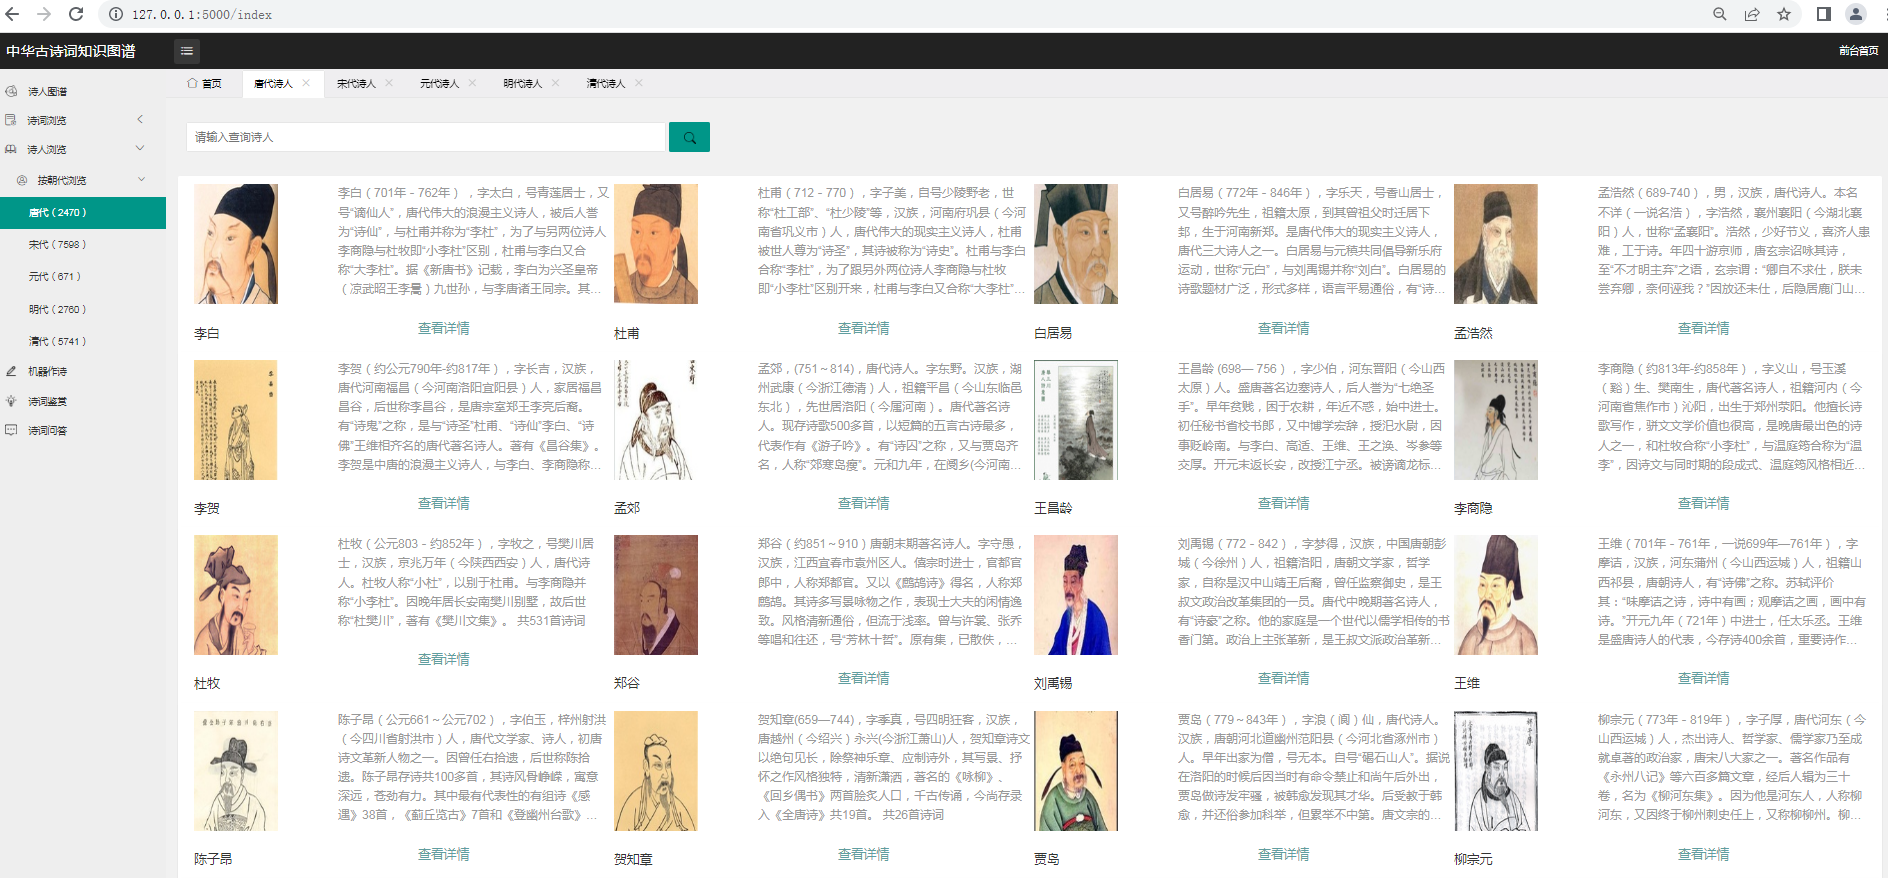 127.0.0.1:5000/index
中华古诗词知识图谱
前台首页
首页
唐代诗人
宋代诗人
元代诗人
明代诗人
清代诗人
诗人图谱
诗词浏览
诗人浏览
按朝代浏览
唐代（2470）
宋代（7598）
元代（671）
明代（2760）
清代（5741）
机器作诗
诗词鉴赏
诗词问答
请输入查询诗人
李白（701年－762年），字太白，号青莲居士，又
号“谪仙人”，唐代伟大的浪漫主义诗人，被后人誉
为“诗仙”，与杜甫并称为“李杜”，为了与另两位诗人
李商隐与杜牧即“小李杜”区别，杜甫与李白又合
称“大李杜”。据《新唐书》记载，李白为兴圣皇帝
（凉武昭王李暠）九世孙，与李唐诸王同宗。其...
查看详情
李白
杜甫（712－770），字子美，自号少陵野老，世
称“杜工部”、“杜少陵”等，汉族，河南府巩县（今河
南省巩义市）人，唐代伟大的现实主义诗人，杜甫
被世人尊为“诗圣”，其诗被称为“诗史”。杜甫与李白
合称“李杜”，为了跟另外两位诗人李商隐与杜牧
即“小李杜”区别开来，杜甫与李白又合称“大李杜”...
查看详情
杜甫
白居易（772年－846年），字乐天，号香山居士，
又号醉吟先生，祖籍太原，到其曾祖父时迁居下
邽，生于河南新郑。是唐代伟大的现实主义诗人，
唐代三大诗人之一。白居易与元稹共同倡导新乐府
运动，世称“元白”，与刘禹锡并称“刘白”。白居易的
诗歌题材广泛，形式多样，语言平易通俗，有“诗...
查看详情
白居易
孟浩然（689-740），男，汉族，唐代诗人。本名
不详（一说名浩），字浩然，襄州襄阳（今湖北襄
阳）人，世称“孟襄阳”。浩然，少好节义，喜济人患
难，工于诗。年四十游京师，唐玄宗诏咏其诗，
至“不才明主弃”之语，玄宗谓：“卿自不求仕，朕未
尝弃卿，奈何诬我？”因放还未仕，后隐居鹿门山...
查看详情
孟浩然
李贺（约公元790年-约817年），字长吉，汉族，
唐代河南福昌（今河南洛阳宜阳县）人，家居福昌
昌谷，后世称李昌谷，是唐宗室郑王李亮后裔。
有“诗鬼”之称，是与“诗圣”杜甫、“诗仙”李白、“诗
佛”王维相齐名的唐代著名诗人。著有《昌谷集》。
李贺是中唐的浪漫主义诗人，与李白、李商隐称...
查看详情
李贺
孟郊，(751～814)，唐代诗人。字东野。汉族，湖
州武康（今浙江德清）人，祖籍平昌（今山东临邑
东北），先世居洛阳（今属河南）。唐代著名诗
人。现存诗歌500多首，以短篇的五言古诗最多，
代表作有《游子吟》。有“诗囚”之称，又与贾岛齐
名，人称“郊寒岛瘦”。元和九年，在阌乡(今河南...
查看详情
孟郊
王昌龄 (698— 756），字少伯，河东晋阳（今山西
太原）人。盛唐著名边塞诗人，后人誉为“七绝圣
手”。早年贫贱，困于农耕，年近不惑，始中进士。
初任秘书省校书郎，又中博学宏辞，授汜水尉，因
事贬岭南。与李白、高适、王维、王之涣、岑参等
交厚。开元末返长安，改授江宁丞。被谤谪龙标...
查看详情
王昌龄
李商隐（约813年-约858年），字义山，号玉溪
（谿）生、樊南生，唐代著名诗人，祖籍河内（今
河南省焦作市）沁阳，出生于郑州荥阳。他擅长诗
歌写作，骈文文学价值也很高，是晚唐最出色的诗
人之一，和杜牧合称“小李杜”，与温庭筠合称为“温
李”，因诗文与同时期的段成式、温庭筠风格相近...
查看详情
李商隐
杜牧（公元803－约852年），字牧之，号樊川居
士，汉族，京兆万年（今陕西西安）人，唐代诗
人。杜牧人称“小杜”，以别于杜甫。与李商隐并
称“小李杜”。因晚年居长安南樊川别墅，故后世
称“杜樊川”，著有《樊川文集》。 共531首诗词
查看详情
杜牧
郑谷（约851～910）唐朝末期著名诗人。字守愚，
汉族，江西宜春市袁州区人。僖宗时进士，官都官
郎中，人称郑都官。又以《鹧鸪诗》得名，人称郑
鹧鸪。其诗多写景咏物之作，表现士大夫的闲情逸
致。风格清新通俗，但流于浅率。曾与许裳、张乔
等唱和往还，号“芳林十哲”。原有集，已散佚，...
查看详情
郑谷
刘禹锡（772－842），字梦得，汉族，中国唐朝彭
城（今徐州）人，祖籍洛阳，唐朝文学家，哲学
家，自称是汉中山靖王后裔，曾任监察御史，是王
叔文政治改革集团的一员。唐代中晚期著名诗人，
有“诗豪”之称。他的家庭是一个世代以儒学相传的书
香门第。政治上主张革新，是王叔文派政治革新...
查看详情
刘禹锡
王维（701年－761年，一说699年—761年），字
摩诘，汉族，河东蒲州（今山西运城）人，祖籍山
西祁县，唐朝诗人，有“诗佛”之称。苏轼评价
其：“味摩诘之诗，诗中有画；观摩诘之画，画中有
诗。”开元九年（721年）中进士，任太乐丞。王维
是盛唐诗人的代表，今存诗400余首，重要诗作...
查看详情
王维
陈子昂（公元661～公元702），字伯玉，梓州射洪
（今四川省射洪市）人，唐代文学家、诗人，初唐
诗文革新人物之一。因曾任右拾遗，后世称陈拾
遗。陈子昂存诗共100多首，其诗风骨峥嵘，寓意
深远，苍劲有力。其中最有代表性的有组诗《感
遇》38首，《蓟丘览古》7首和《登幽州台歌》...
查看详情
陈子昂
贺知章(659—744)，字季真，号四明狂客，汉族，
唐越州（今绍兴）永兴(今浙江萧山)人，贺知章诗文
以绝句见长，除祭神乐章、应制诗外，其写景、抒
怀之作风格独特，清新潇洒，著名的《咏柳》、
《回乡偶书》两首脍炙人口，千古传诵，今尚存录
入《全唐诗》共19首。 共26首诗词
查看详情
贺知章
贾岛（779～843年），字浪（阆）仙，唐代诗人。
汉族，唐朝河北道幽州范阳县（今河北省涿州市）
人。早年出家为僧，号无本。自号“碣石山人”。据说
在洛阳的时候后因当时有命令禁止和尚午后外出，
贾岛做诗发牢骚，被韩愈发现其才华。后受教于韩
愈，并还俗参加科举，但累举不中第。唐文宗的...
查看详情
贾岛
柳宗元（773年－819年），字子厚，唐代河东（今
山西运城）人，杰出诗人、哲学家、儒学家乃至成
就卓著的政治家，唐宋八大家之一。著名作品有
《永州八记》等六百多篇文章，经后人辑为三十
卷，名为《柳河东集》。因为他是河东人，人称柳
河东，又因终于柳州刺史任上，又称柳柳州。柳...
查看详情
柳宗元